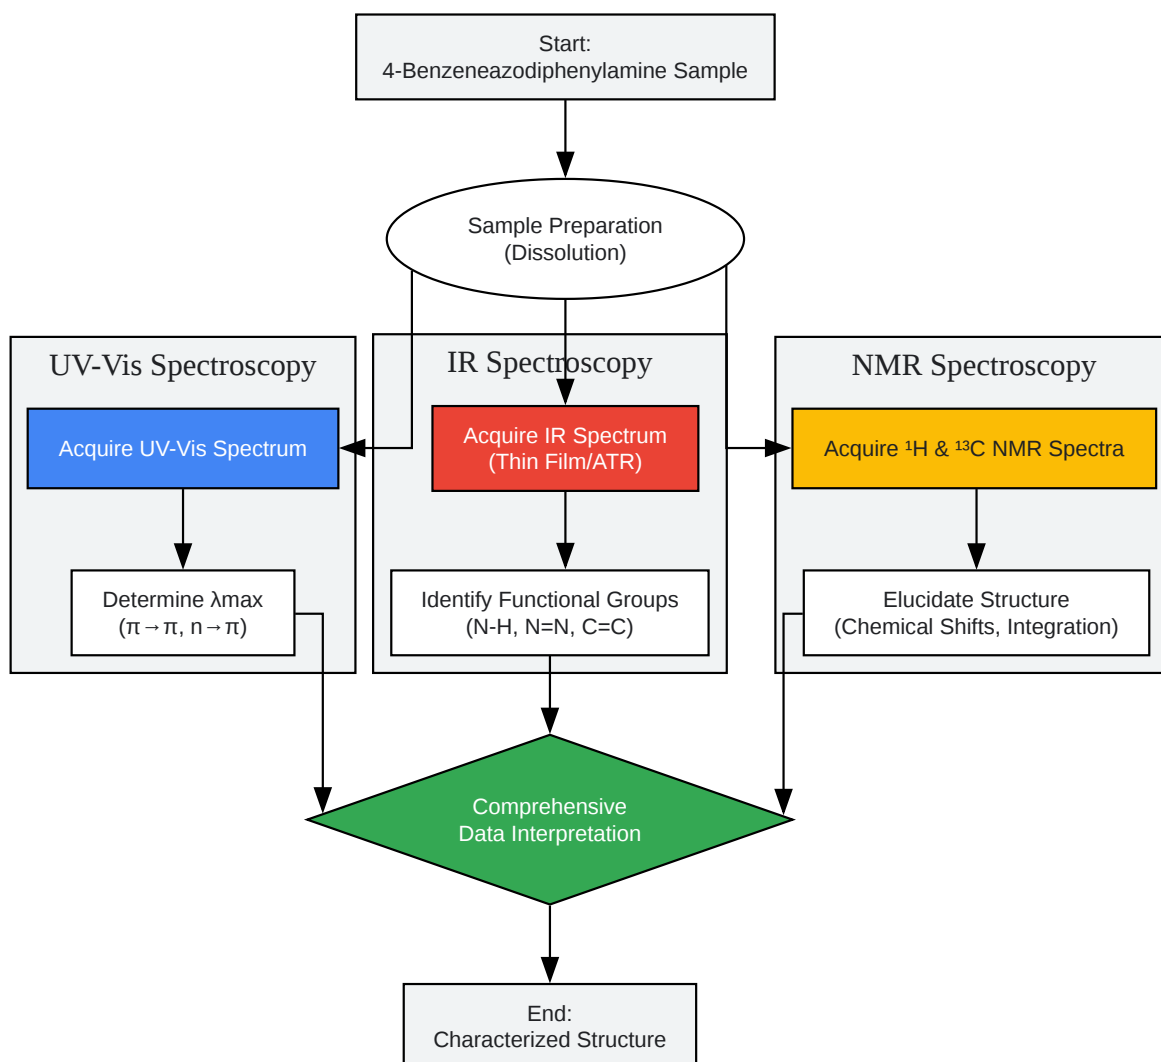 Start:
4-Benzeneazodiphenylamine Sample
Sample Preparation
(Dissolution)
UV-Vis Spectroscopy
Acquire UV-Vis Spectrum
Determine λmax
(π→π, n→π)
IR Spectroscopy
Acquire IR Spectrum
(Thin Film/ATR)
Identify Functional Groups
(N-H, N=N, C=C)
NMR Spectroscopy
Acquire ¹H & ¹³C NMR Spectra
Elucidate Structure
(Chemical Shifts, Integration)
Comprehensive
Data Interpretation
End:
Characterized Structure